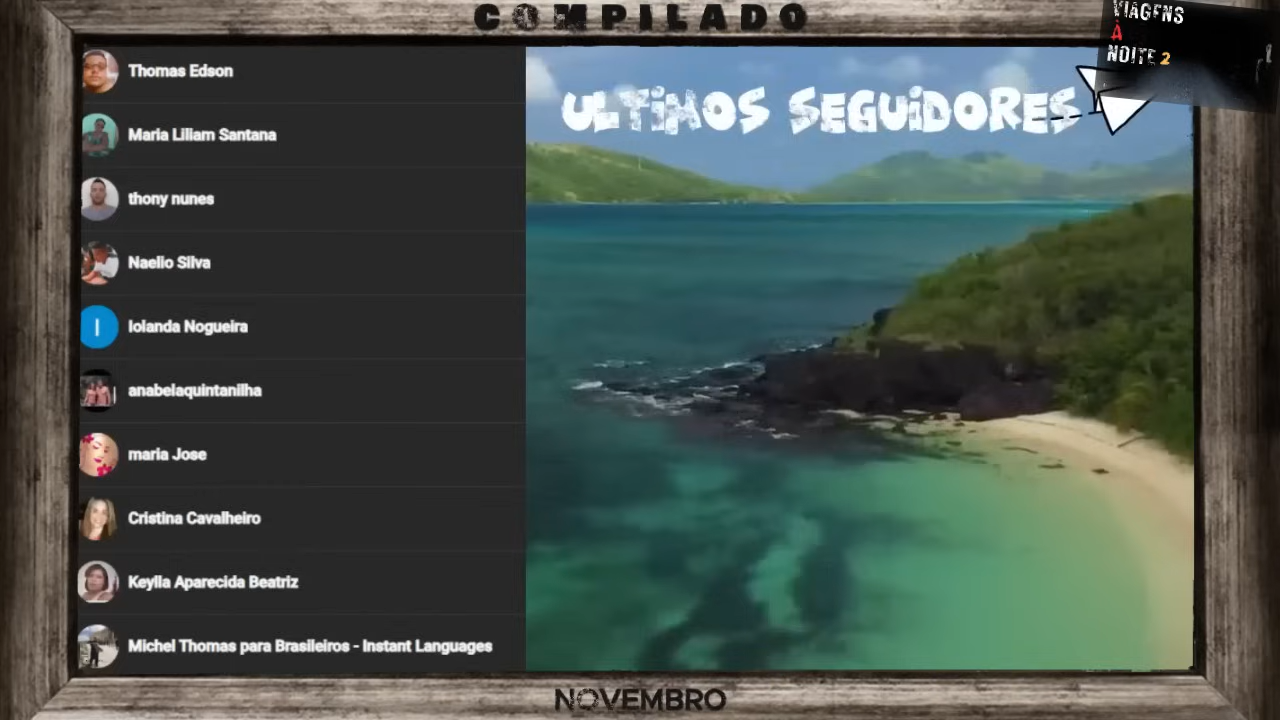 COMPILADO
VIAGENS
À
NOITE 2
Thomas Edson
Maria Liliam Santana
thony nunes
Naelio Silva
I
Iolanda Nogueira
anabelaquintanilha
maria Jose
Cristina Cavalheiro
Keylla Aparecida Beatriz
Michel Thomas para Brasileiros - Instant Languages
ULTIMOS SEGUIDORES
NOVEMBRO